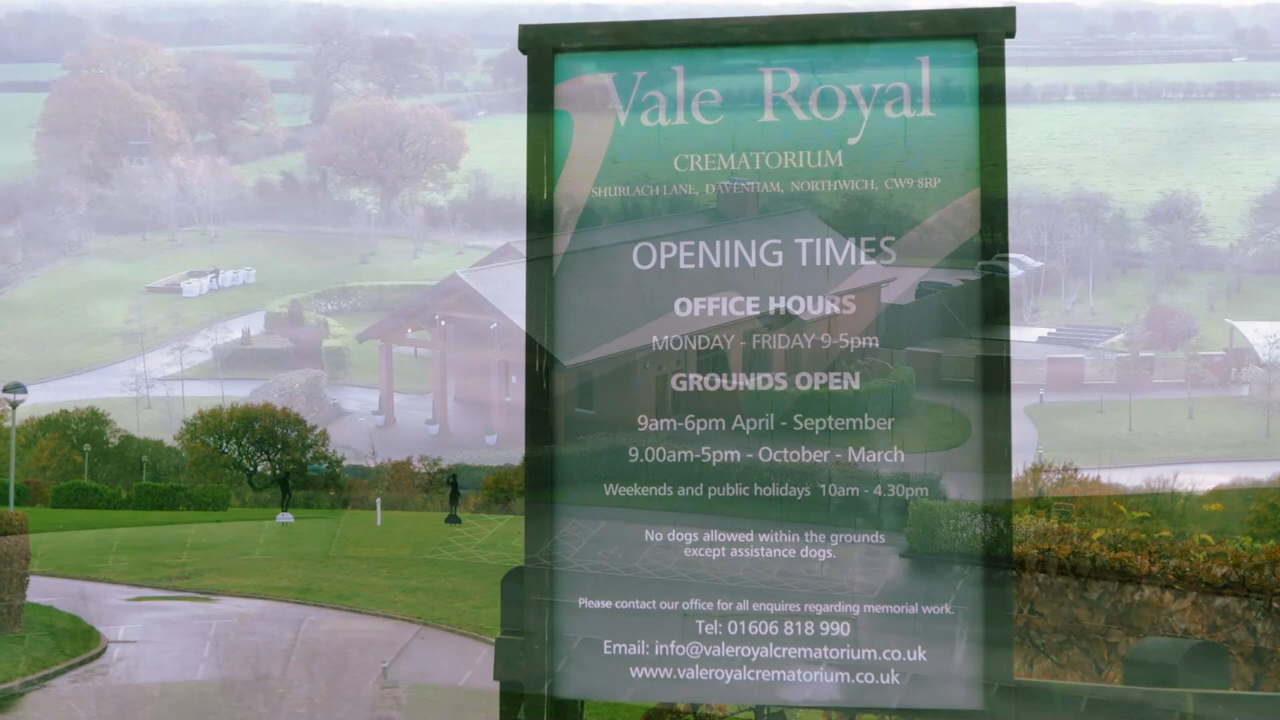 Vale Royal
CREMATORIUM
SHURLACH LANE, DAVENHAM, NORTHWICH, CW9 8RP
OPENING TIMES
OFFICE HOURS
MONDAY - FRIDAY 9-5pm
GROUNDS OPEN
9am-6pm April - September
9.00am-5pm - October - March
Weekends and public holidays 10am - 4.30pm
No dogs allowed within the grounds
except assistance dogs.
Please contact our office for all enquires regarding memorial work.
Tel: 01606 818 990
Email: info@valeroyalcrematorium.co.uk
www.valeroyalcrematorium.co.uk